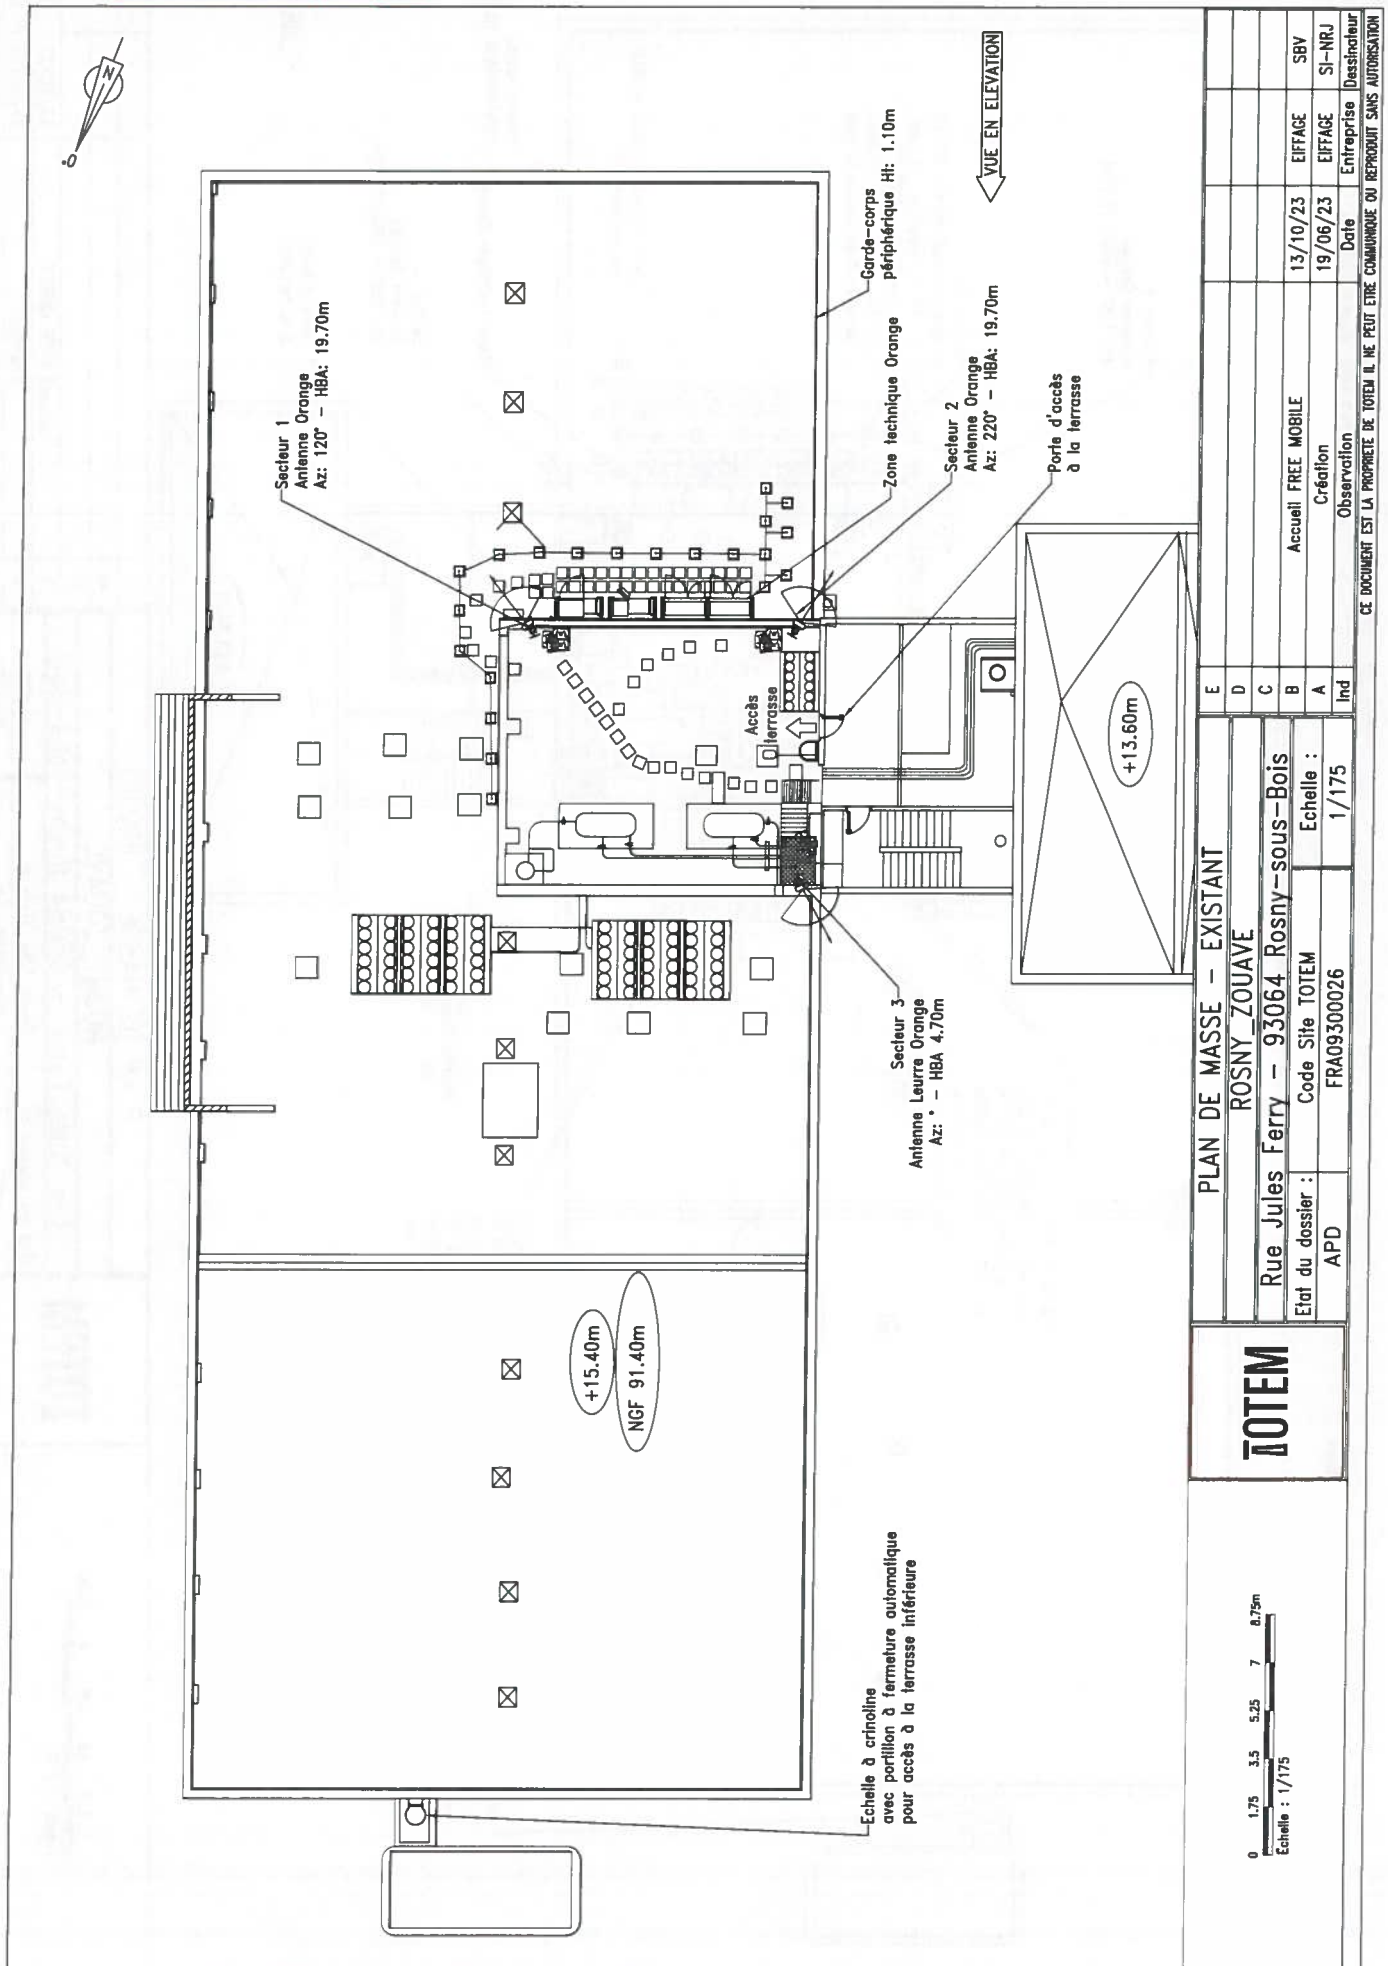 N
0°
Secteur 1
Antenne Orange
Az: 120° - HBA: 19.70m
VUE EN ELEVATION
Garde-corps
périphérique Ht: 1.10m
Zone technique Orange
Secteur 2
Antenne Orange
Az: 220° - HBA: 19.70m
Porte d'accès
à la terrasse
Accès
terrasse
+13.60m
Secteur 3
Antenne Leurre Orange
Az: ° - HBA 4.70m
+15.40m
NGF 91.40m
Echelle à crinoline
avec portillon à fermeture automatique
pour accès à la terrasse inférieure
0 1.75 3.5 5.25 7 8.75m
Echelle : 1/175
TOTEM
PLAN DE MASSE - EXISTANT
ROSNY_ZOUAVE
Rue Jules Ferry - 93064 Rosny-sous-Bois
Etat du dossier : Code Site TOTEM Echelle :
APD FRA09300026 1/175
E
D
C
B Accueil FREE MOBILE 13/10/23 EIFFAGE SBV
A Création 19/06/23 EIFFAGE SI-NRJ
Ind Observation Date Entreprise Dessinateur
CE DOCUMENT EST LA PROPRIETE DE TOTEM IL NE PEUT ETRE COMMUNIQUE OU REPRODUIT SANS AUTORISATION